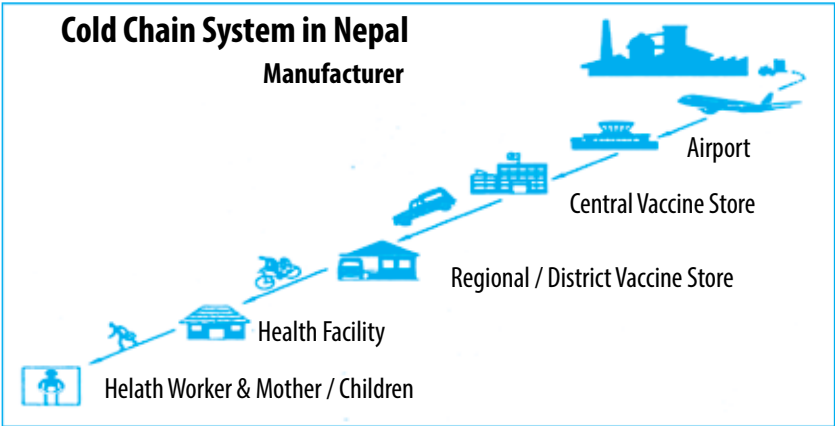 Cold Chain System in Nepal
Manufacturer
Airport
Central Vaccine Store
Regional / District Vaccine Store
Health Facility
Helath Worker & Mother / Children